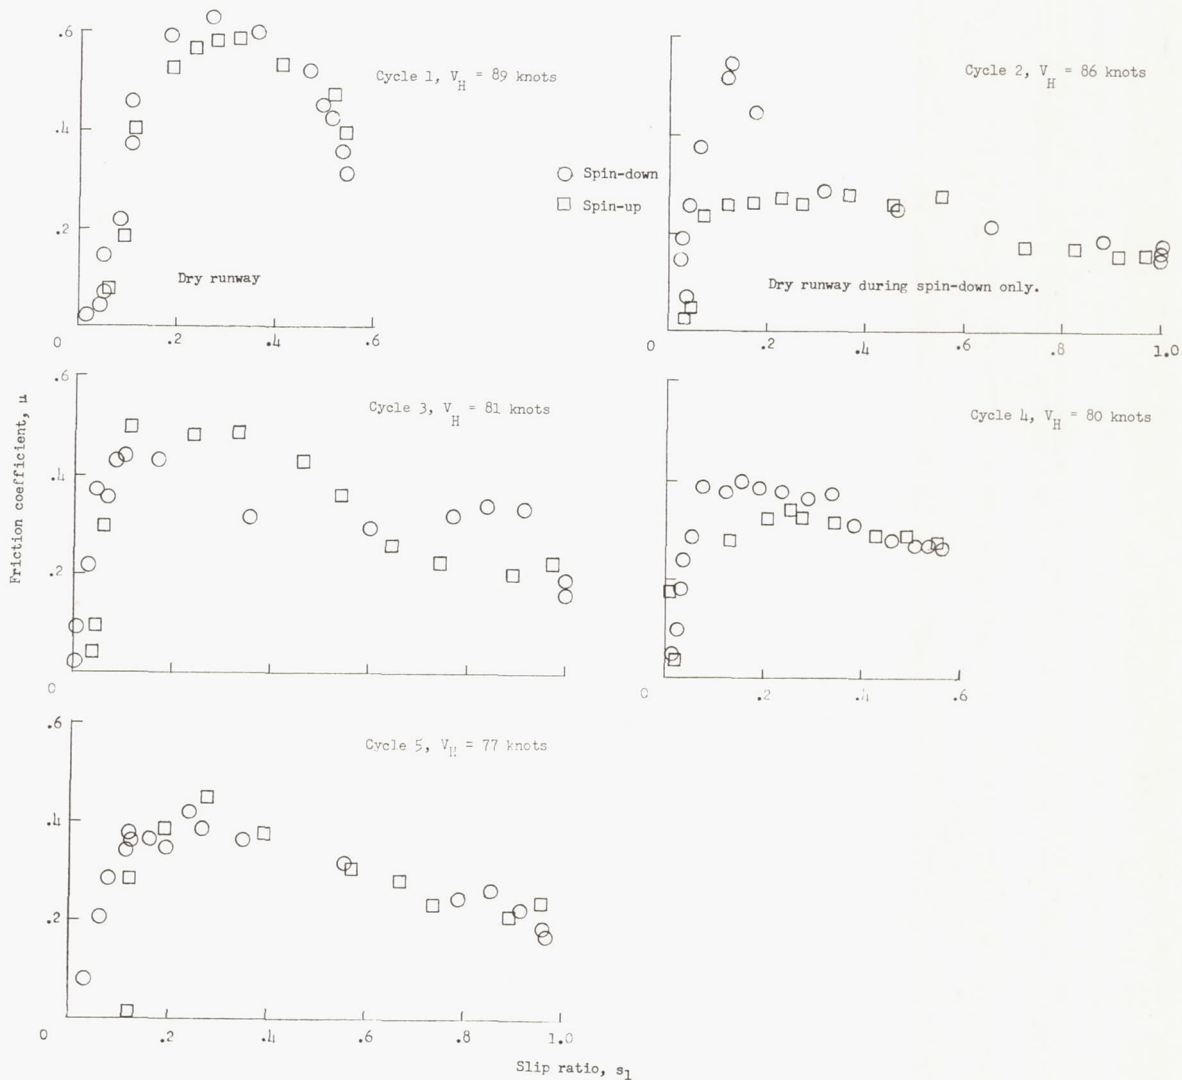 .6
.4
.2
0
.2
.4
.6
Cycle 1, V_H = 89 knots
Dry runway
Spin-down
Spin-up
Cycle 2, V_H = 86 knots
Dry runway during spin-down only.
0
.2
.4
.6
.8
1.0
Friction coefficient, μ
.6
.4
.2
0
Cycle 3, V_H = 81 knots
Cycle 4, V_H = 80 knots
0
.2
.4
.6
.6
.4
.2
0
Cycle 5, V_H = 77 knots
.2
.4
.6
.8
1.0
Slip ratio, s₁